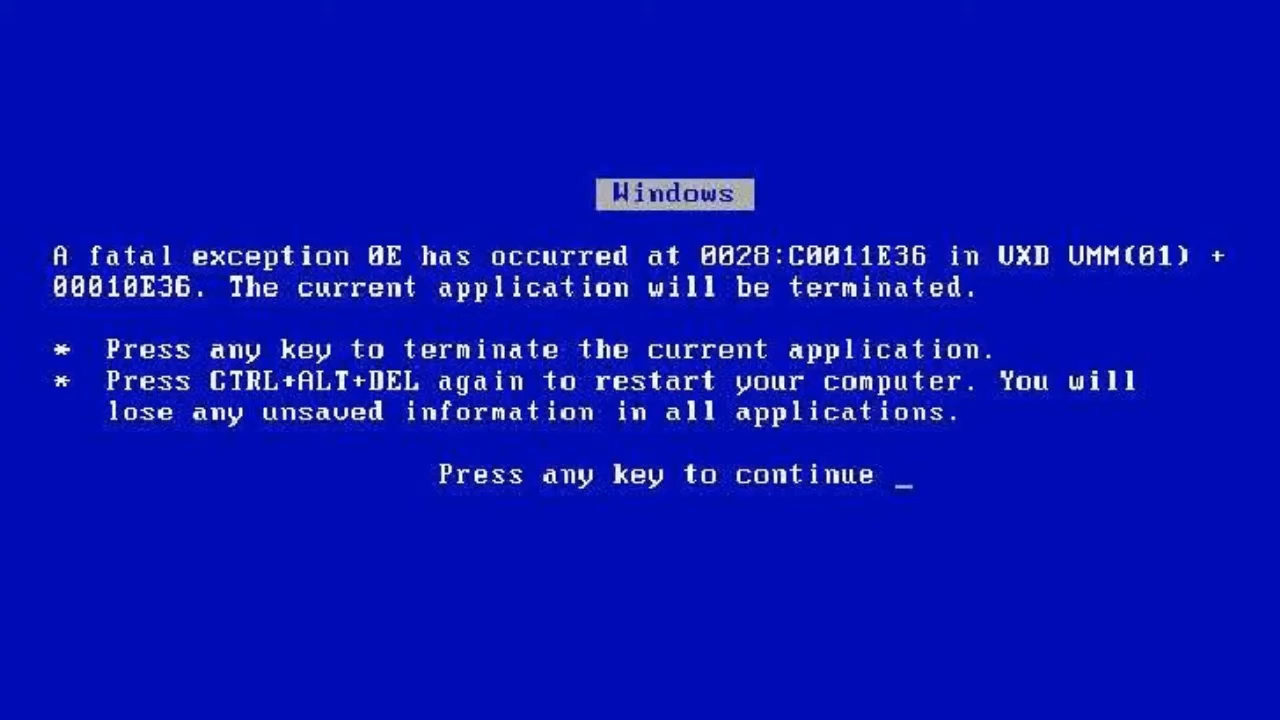 Windows
A fatal exception 0E has occurred at 0028:C0011E36 in VXD VMM(01) +
00010E36. The current application will be terminated.
* Press any key to terminate the current application.
* Press CTRL+ALT+DEL again to restart your computer. You will
lose any unsaved information in all applications.
Press any key to continue _